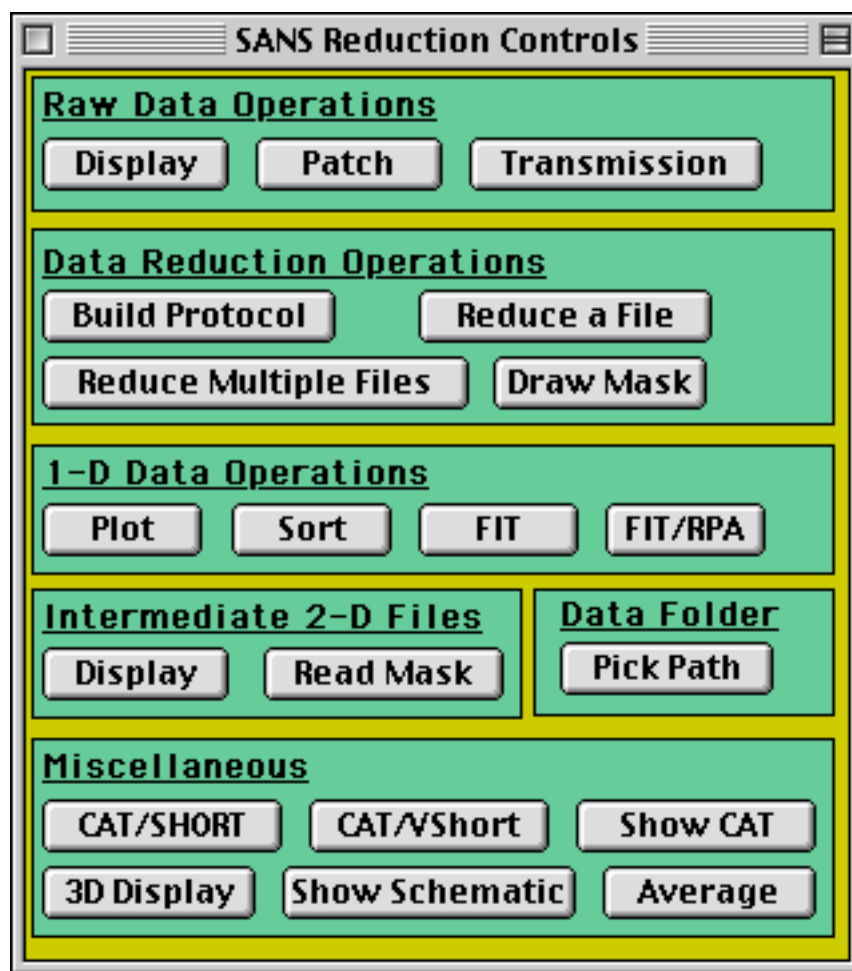 SANS Reduction Controls
Raw Data Operations
Display Patch Transmission
Data Reduction Operations
Build Protocol Reduce a File
Reduce Multiple Files Draw Mask
1-D Data Operations
Plot Sort FIT FIT/RPA
Intermediate 2-D Files
Display Read Mask
Data Folder
Pick Path
Miscellaneous
CAT/SHORT CAT/VShort Show CAT
3D Display Show Schematic Average